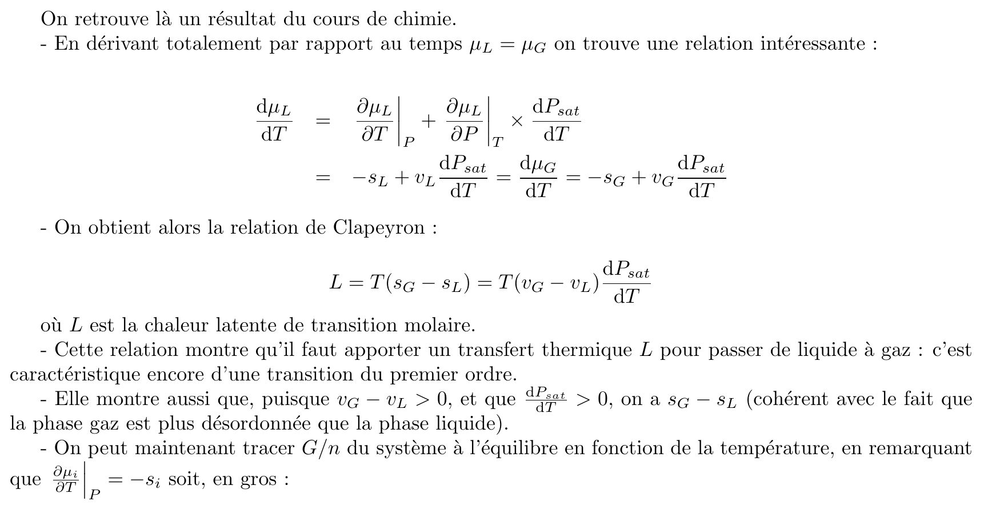 On retrouve là un résultat du cours de chimie.
- En dérivant totalement par rapport au temps $\mu_L = \mu_G$ on trouve une relation intéressante :
$\frac{\mathrm{d}\mu_L}{\mathrm{d}T} = \left.\frac{\partial \mu_L}{\partial T}\right|_P + \left.\frac{\partial \mu_L}{\partial P}\right|_T \times \frac{\mathrm{d}P_{sat}}{\mathrm{d}T}$
$= -s_L + v_L \frac{\mathrm{d}P_{sat}}{\mathrm{d}T} = \frac{\mathrm{d}\mu_G}{\mathrm{d}T} = -s_G + v_G \frac{\mathrm{d}P_{sat}}{\mathrm{d}T}$
- On obtient alors la relation de Clapeyron :
$L = T(s_G - s_L) = T(v_G - v_L)\frac{\mathrm{d}P_{sat}}{\mathrm{d}T}$
où $L$ est la chaleur latente de transition molaire.
- Cette relation montre qu'il faut apporter un transfert thermique $L$ pour passer de liquide à gaz : c'est
caractéristique encore d'une transition du premier ordre.
- Elle montre aussi que, puisque $v_G - v_L > 0$, et que $\frac{\mathrm{d}P_{sat}}{\mathrm{d}T} > 0$, on a $s_G - s_L$ (cohérent avec le fait que
la phase gaz est plus désordonnée que la phase liquide).
- On peut maintenant tracer $G/n$ du système à l'équilibre en fonction de la température, en remarquant
que $\left.\frac{\partial \mu_i}{\partial T}\right|_P = -s_i$ soit, en gros :